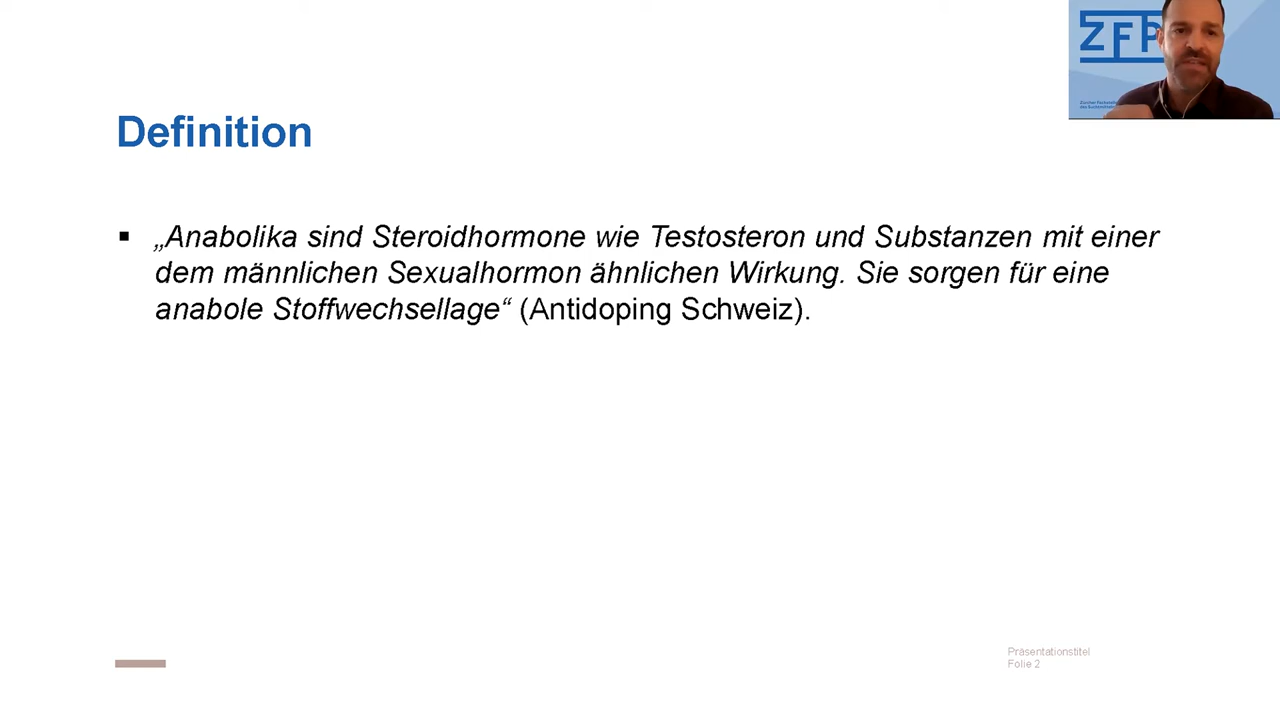 ZFP
Definition
▪ „Anabolika sind Steroidhormone wie Testosteron und Substanzen mit einer
dem männlichen Sexualhormon ähnlichen Wirkung. Sie sorgen für eine
anabole Stoffwechsellage“ (Antidoping Schweiz).
Präsentationstitel
Folie 2